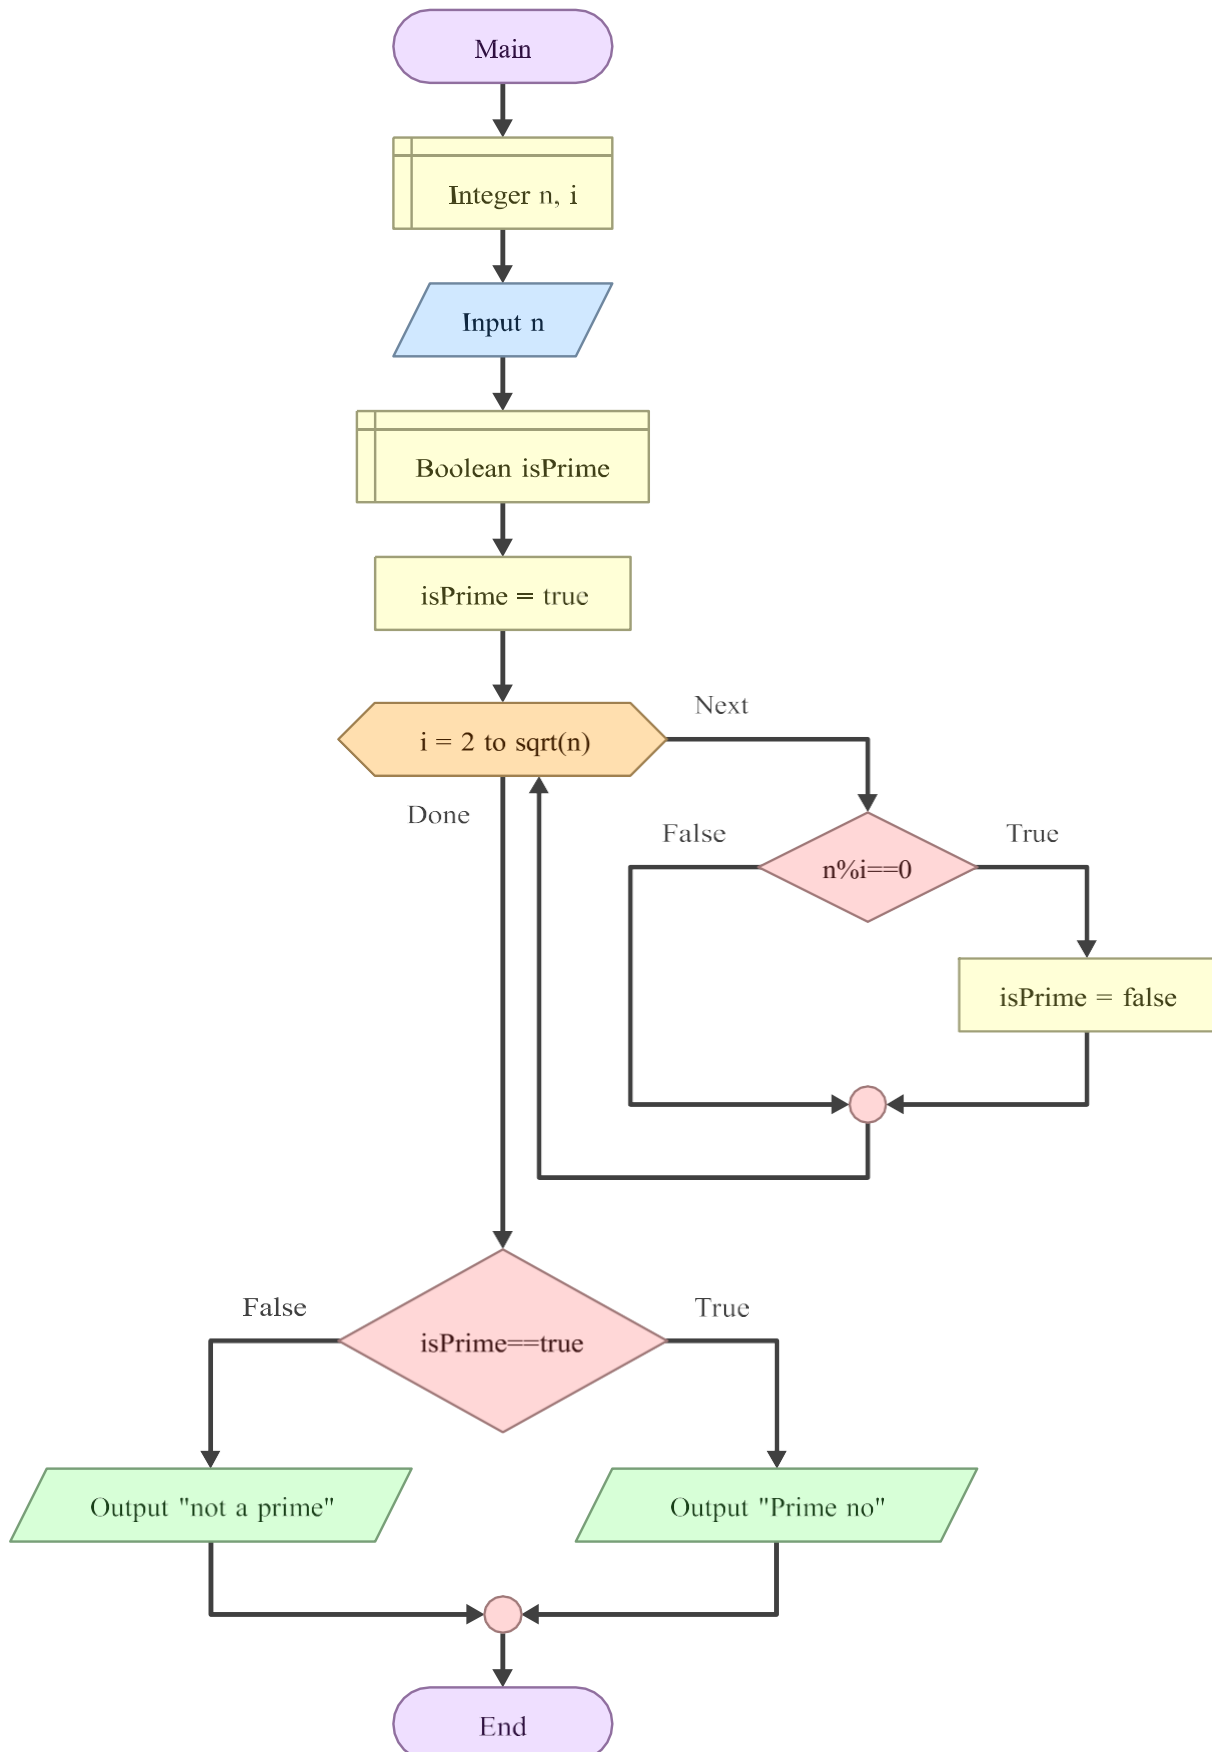 Main
Integer n, i
Input n
Boolean isPrime
isPrime = true
i = 2 to sqrt(n)
Next
Done
False
n%i==0
True
isPrime = false
False
isPrime==true
True
Output "not a prime"
Output "Prime no"
End